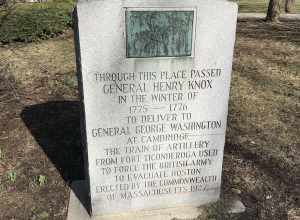 THROUGH THIS PLACE PASSED
GENERAL HENRY KNOX
IN THE WINTER OF
1775 – 1776
TO DELIVER TO
GENERAL GEORGE WASHINGTON
AT CAMBRIDGE
THE TRAIN OF ARTILLERY
FROM FORT TICONDEROGA USED
TO FORCE THE BRITISH ARMY
TO EVACUATE BOSTON
ERECTED BY THE COMMONWEALTH
OF MASSACHUSETTS 1927